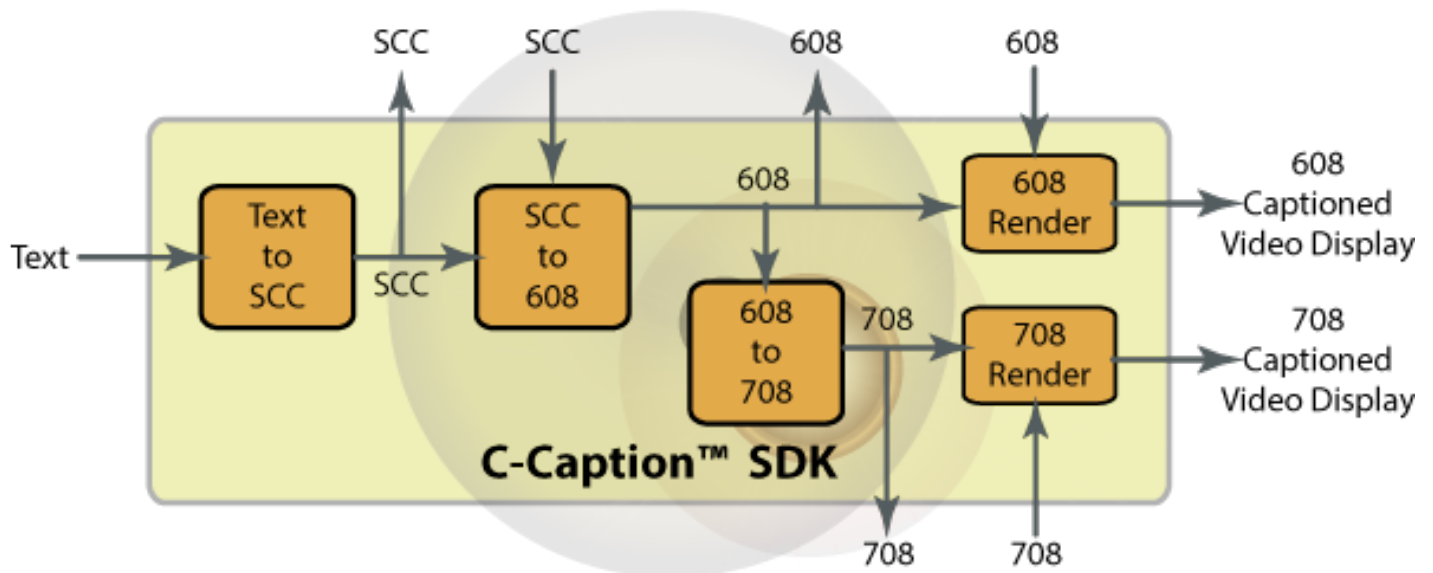 SCC
SCC
608
608
Text
Text
to
SCC
SCC
SCC
to
608
608
608
Render
608
Captioned
Video Display
608
to
708
708
708
Render
708
Captioned
Video Display
C-Caption™ SDK
708
708